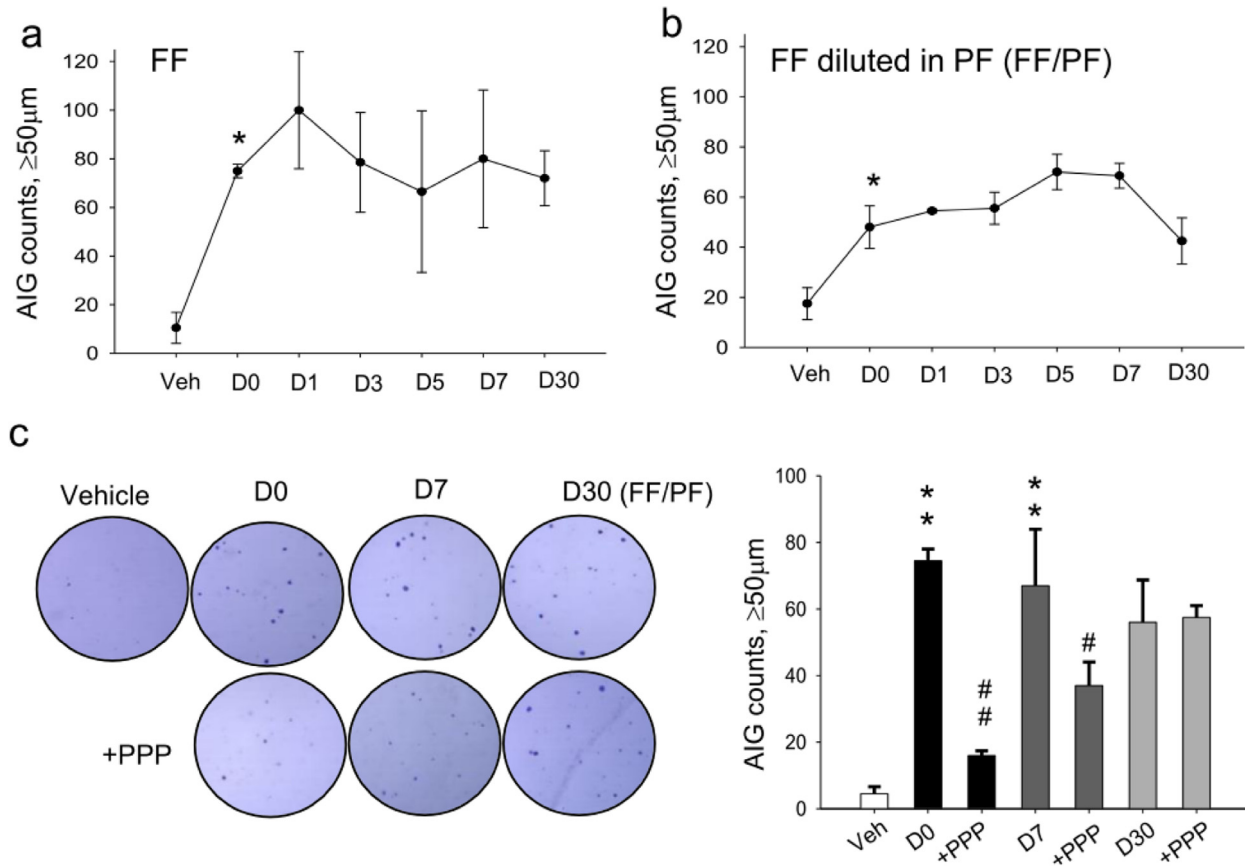 a
FF
AIG counts, ≥50μm
120
100
80
60
40
20
0
Veh D0 D1 D3 D5 D7 D30
*
b
FF diluted in PF (FF/PF)
AIG counts, ≥50μm
120
100
80
60
40
20
0
Veh D0 D1 D3 D5 D7 D30
*
c
Vehicle D0 D7 D30 (FF/PF)
+PPP
AIG counts, ≥50μm
100
80
60
40
20
0
*
*
#
#
*
*
#
Veh D0 +PPP D7 +PPP D30 +PPP